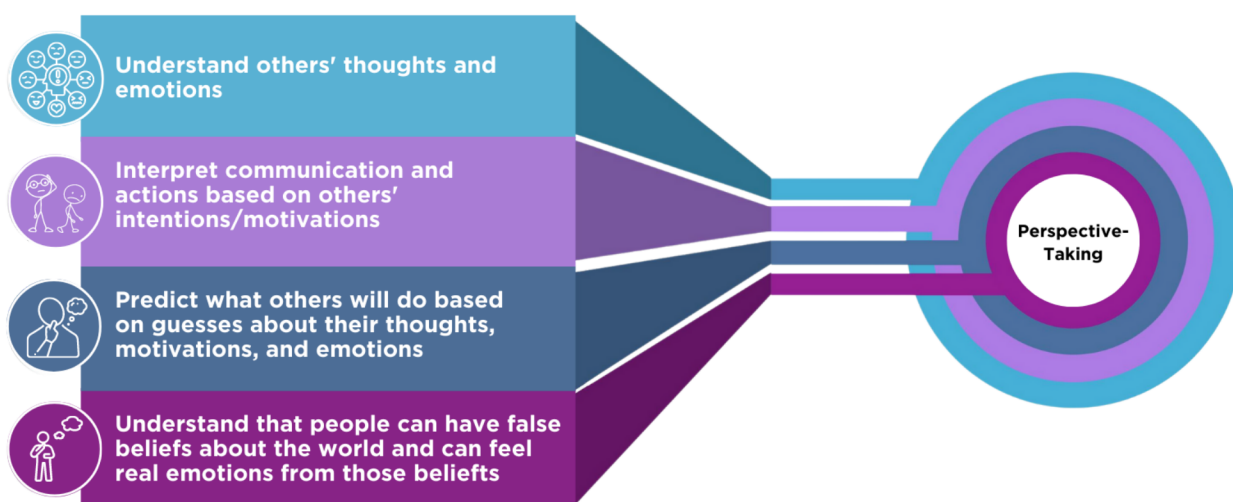 Understand others' thoughts and
emotions
Interpret communication and
actions based on others'
intentions/motivations
Predict what others will do based
on guesses about their thoughts,
motivations, and emotions
Understand that people can have false
beliefs about the world and can feel
real emotions from those beliefts
Perspective-
Taking